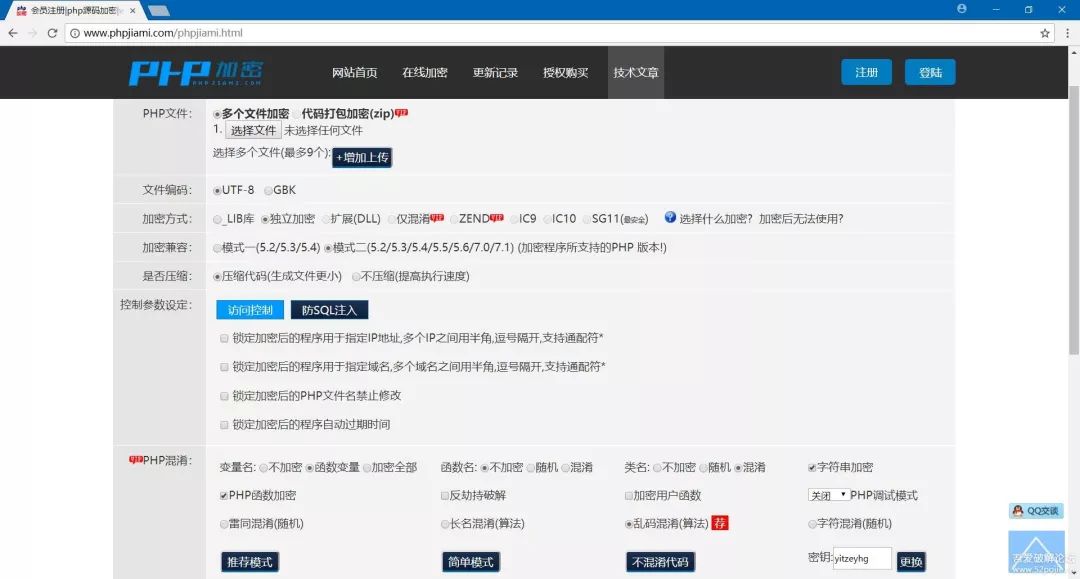 会员注册|php源码加密|v
www.phpjiami.com/phpjiami.html
PHP加密
PHPJIAMI.COM
网站首页 在线加密 更新记录 授权购买 技术文章 注册 登陆
PHP文件: 多个文件加密 代码打包加密(zip)VIP
1. 选择文件 未选择任何文件
选择多个文件(最多9个): +增加上传
文件编码: UTF-8 GBK
加密方式: _LIB库 独立加密 扩展(DLL) 仅混淆VIP ZENDVIP IC9 IC10 SG11(最安全) 选择什么加密? 加密后无法使用?
加密兼容: 模式一(5.2/5.3/5.4) 模式二(5.2/5.3/5.4/5.5/5.6/7.0/7.1) (加密程序所支持的PHP 版本!)
是否压缩: 压缩代码(生成文件更小) 不压缩(提高执行速度)
控制参数设定: 访问控制 防SQL注入
锁定加密后的程序用于指定IP地址,多个IP之间用半角,逗号隔开,支持通配符*
锁定加密后的程序用于指定域名,多个域名之间用半角,逗号隔开,支持通配符*
锁定加密后的PHP文件名禁止修改
锁定加密后的程序自动过期时间
VIPPHP混淆: 变量名: 不加密 函数变量 加密全部 函数名: 不加密 随机 混淆 类名: 不加密 随机 混淆 字符串加密
PHP函数加密 反劫持破解 加密用户函数 关闭 PHP调试模式
雷同混淆(随机) 长名混淆(算法) 乱码混淆(算法) 荐 字符混淆(随机)
推荐模式 简单模式 不混淆代码 密钥: yitzeyhg 更换
QQ交谈
吾爱破解论坛
www.52pojie